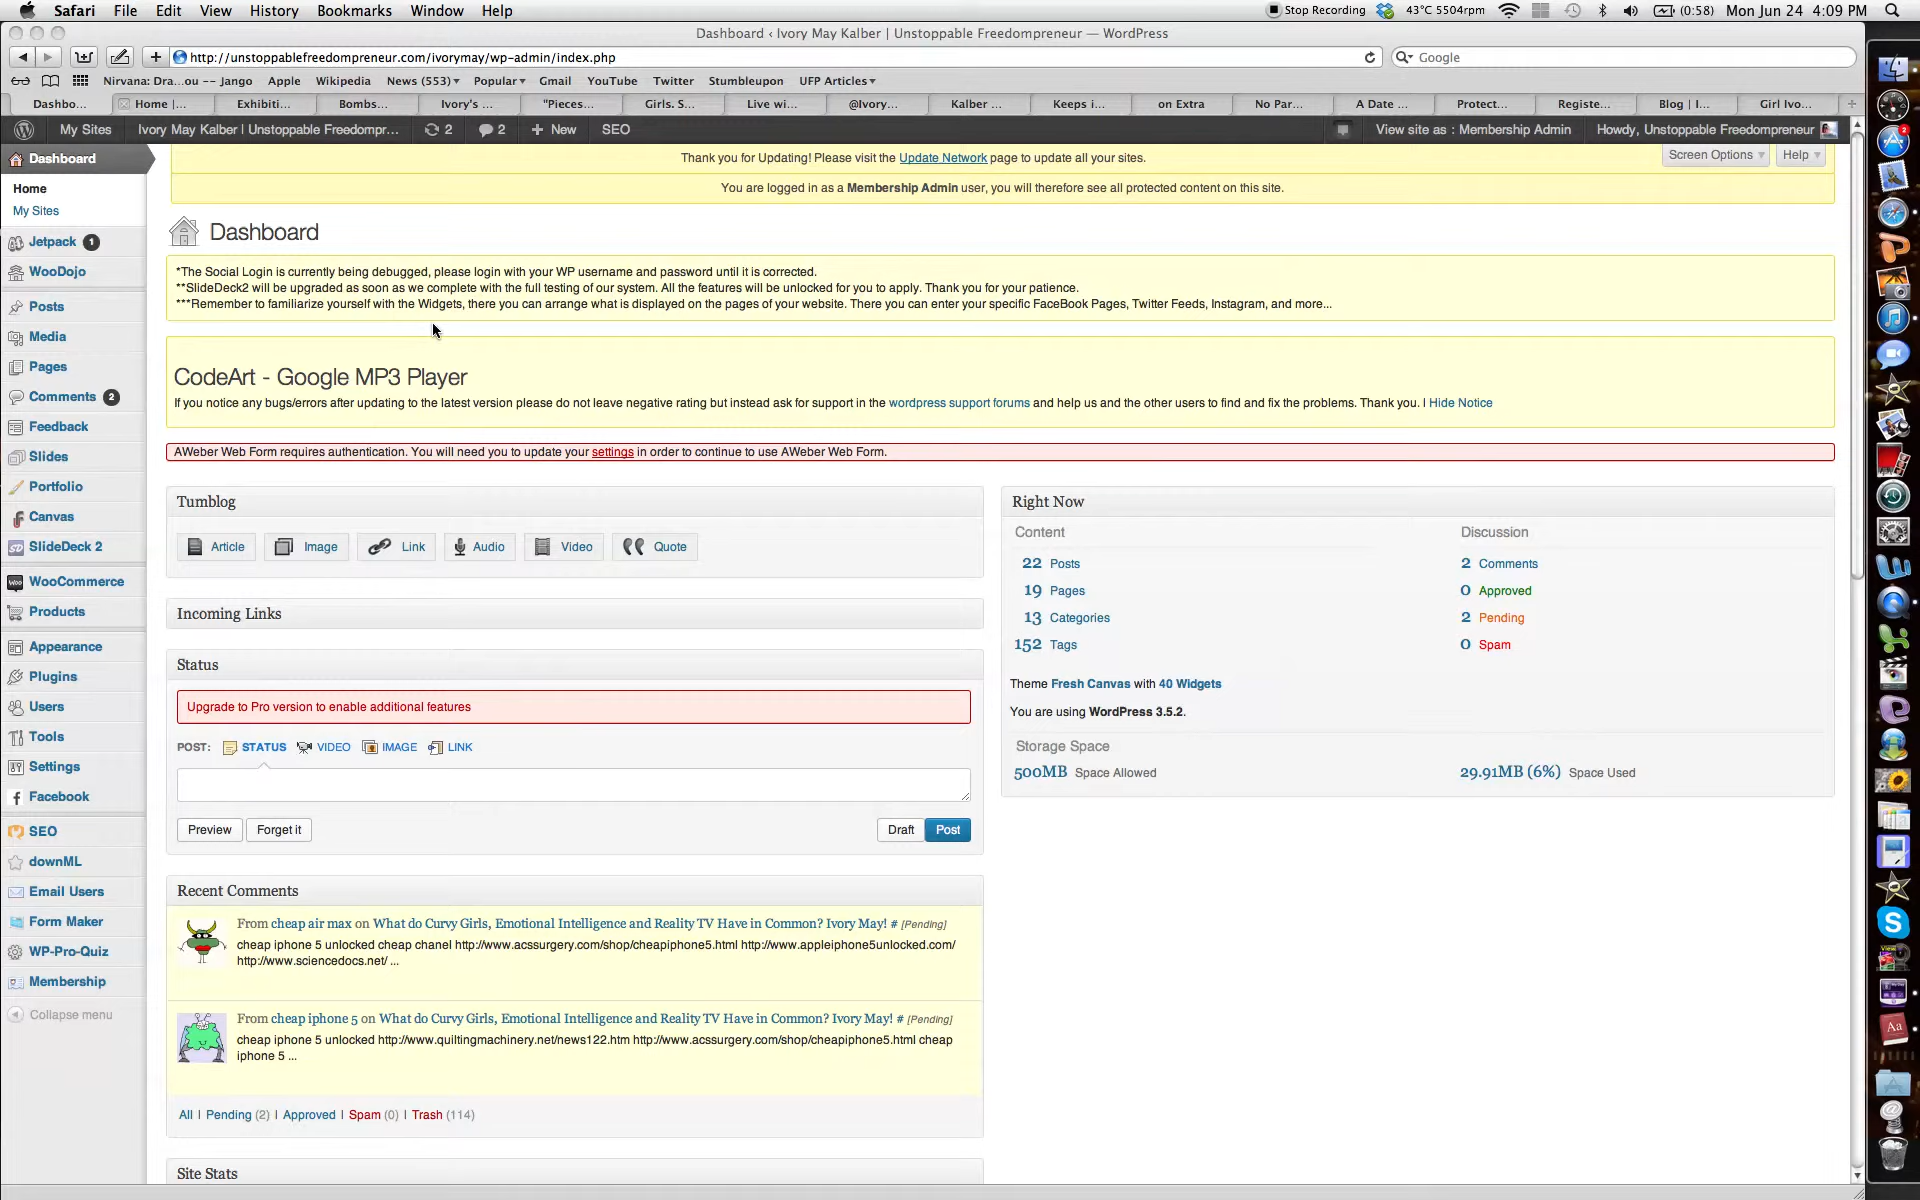 Safari File Edit View History Bookmarks Window Help
Stop Recording 43°C 5504rpm (0:58) Mon Jun 24 4:09 PM
Dashboard ‹ Ivory May Kalber | Unstoppable Freedompreneur — WordPress
http://unstoppablefreedompreneur.com/ivorymay/wp-admin/index.php
Google
Nirvana: Dra...ou -- Jango Apple Wikipedia News (553) Popular Gmail YouTube Twitter Stumbleupon UFP Articles
Dashbo... Home |... Exhibiti... Bombs... Ivory's ... "Pieces... Girls. S... Live wi... @Ivory... Kalber ... Keeps i... on Extra No Par... A Date ... Protect... Registe... Blog | I... Girl Ivo...
My Sites Ivory May Kalber | Unstoppable Freedompr... 2 2 + New SEO
View site as : Membership Admin Howdy, Unstoppable Freedompreneur
Dashboard
Home
My Sites
Jetpack 1
WooDojo
Posts
Media
Pages
Comments 2
Feedback
Slides
Portfolio
Canvas
SlideDeck 2
WooCommerce
Products
Appearance
Plugins
Users
Tools
Settings
Facebook
SEO
downML
Email Users
Form Maker
WP-Pro-Quiz
Membership
Collapse menu
Thank you for Updating! Please visit the Update Network page to update all your sites.
Screen Options Help
You are logged in as a Membership Admin user, you will therefore see all protected content on this site.
Dashboard
*The Social Login is currently being debugged, please login with your WP username and password until it is corrected.
**SlideDeck2 will be upgraded as soon as we complete with the full testing of our system. All the features will be unlocked for you to apply. Thank you for your patience.
***Remember to familiarize yourself with the Widgets, there you can arrange what is displayed on the pages of your website. There you can enter your specific FaceBook Pages, Twitter Feeds, Instagram, and more...
CodeArt - Google MP3 Player
If you notice any bugs/errors after updating to the latest version please do not leave negative rating but instead ask for support in the wordpress support forums and help us and the other users to find and fix the problems. Thank you. | Hide Notice
AWeber Web Form requires authentication. You will need you to update your settings in order to continue to use AWeber Web Form.
Tumblog
Article Image Link Audio Video Quote
Incoming Links
Status
Upgrade to Pro version to enable additional features
POST: STATUS VIDEO IMAGE LINK
Preview Forget it Draft Post
Recent Comments
From cheap air max on What do Curvy Girls, Emotional Intelligence and Reality TV Have in Common? Ivory May! # [Pending]
cheap iphone 5 unlocked cheap chanel http://www.acssurgery.com/shop/cheapiphone5.html http://www.appleiphone5unlocked.com/
http://www.sciencedocs.net/ ...
From cheap iphone 5 on What do Curvy Girls, Emotional Intelligence and Reality TV Have in Common? Ivory May! # [Pending]
cheap iphone 5 unlocked http://www.quiltingmachinery.net/news122.htm http://www.acssurgery.com/shop/cheapiphone5.html cheap
iphone 5 ...
All | Pending (2) | Approved | Spam (0) | Trash (114)
Site Stats
Right Now
Content Discussion
22 Posts 2 Comments
19 Pages 0 Approved
13 Categories 2 Pending
152 Tags 0 Spam
Theme Fresh Canvas with 40 Widgets
You are using WordPress 3.5.2.
Storage Space
500MB Space Allowed 29.91MB (6%) Space Used